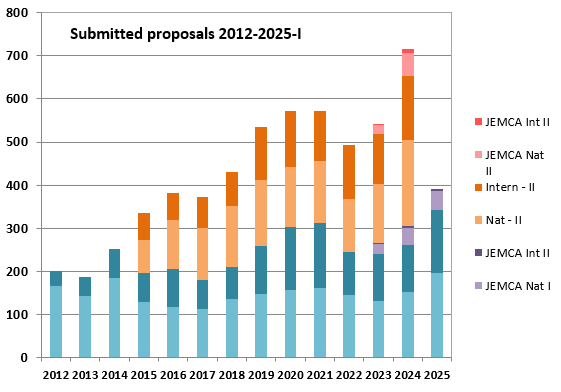 Submitted proposals 2012-2025-I
800
700
600
500
400
300
200
100
0
2012 2013 2014 2015 2016 2017 2018 2019 2020 2021 2022 2023 2024 2025
JEMCA Int II
JEMCA Nat
II
Intern - II
Nat - II
JEMCA Int II
JEMCA Nat I